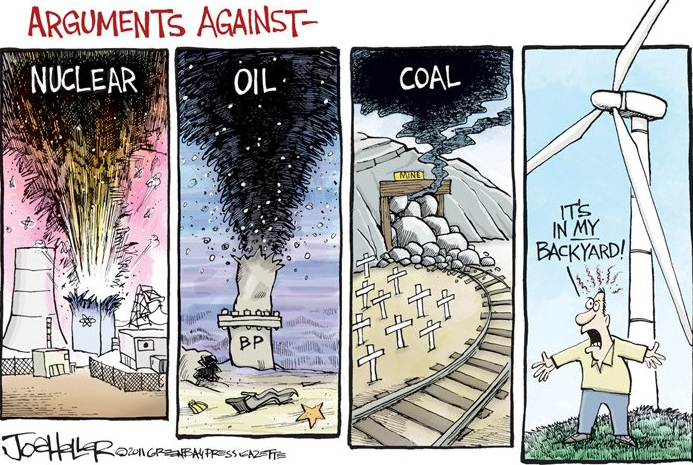 ARGUMENTS AGAINST-
NUCLEAR
OIL
BP
COAL
MINE
IT'S
IN MY
BACKYARD!
JOE HELLER ©2011 GREEN BAY PRESS-GAZETTE